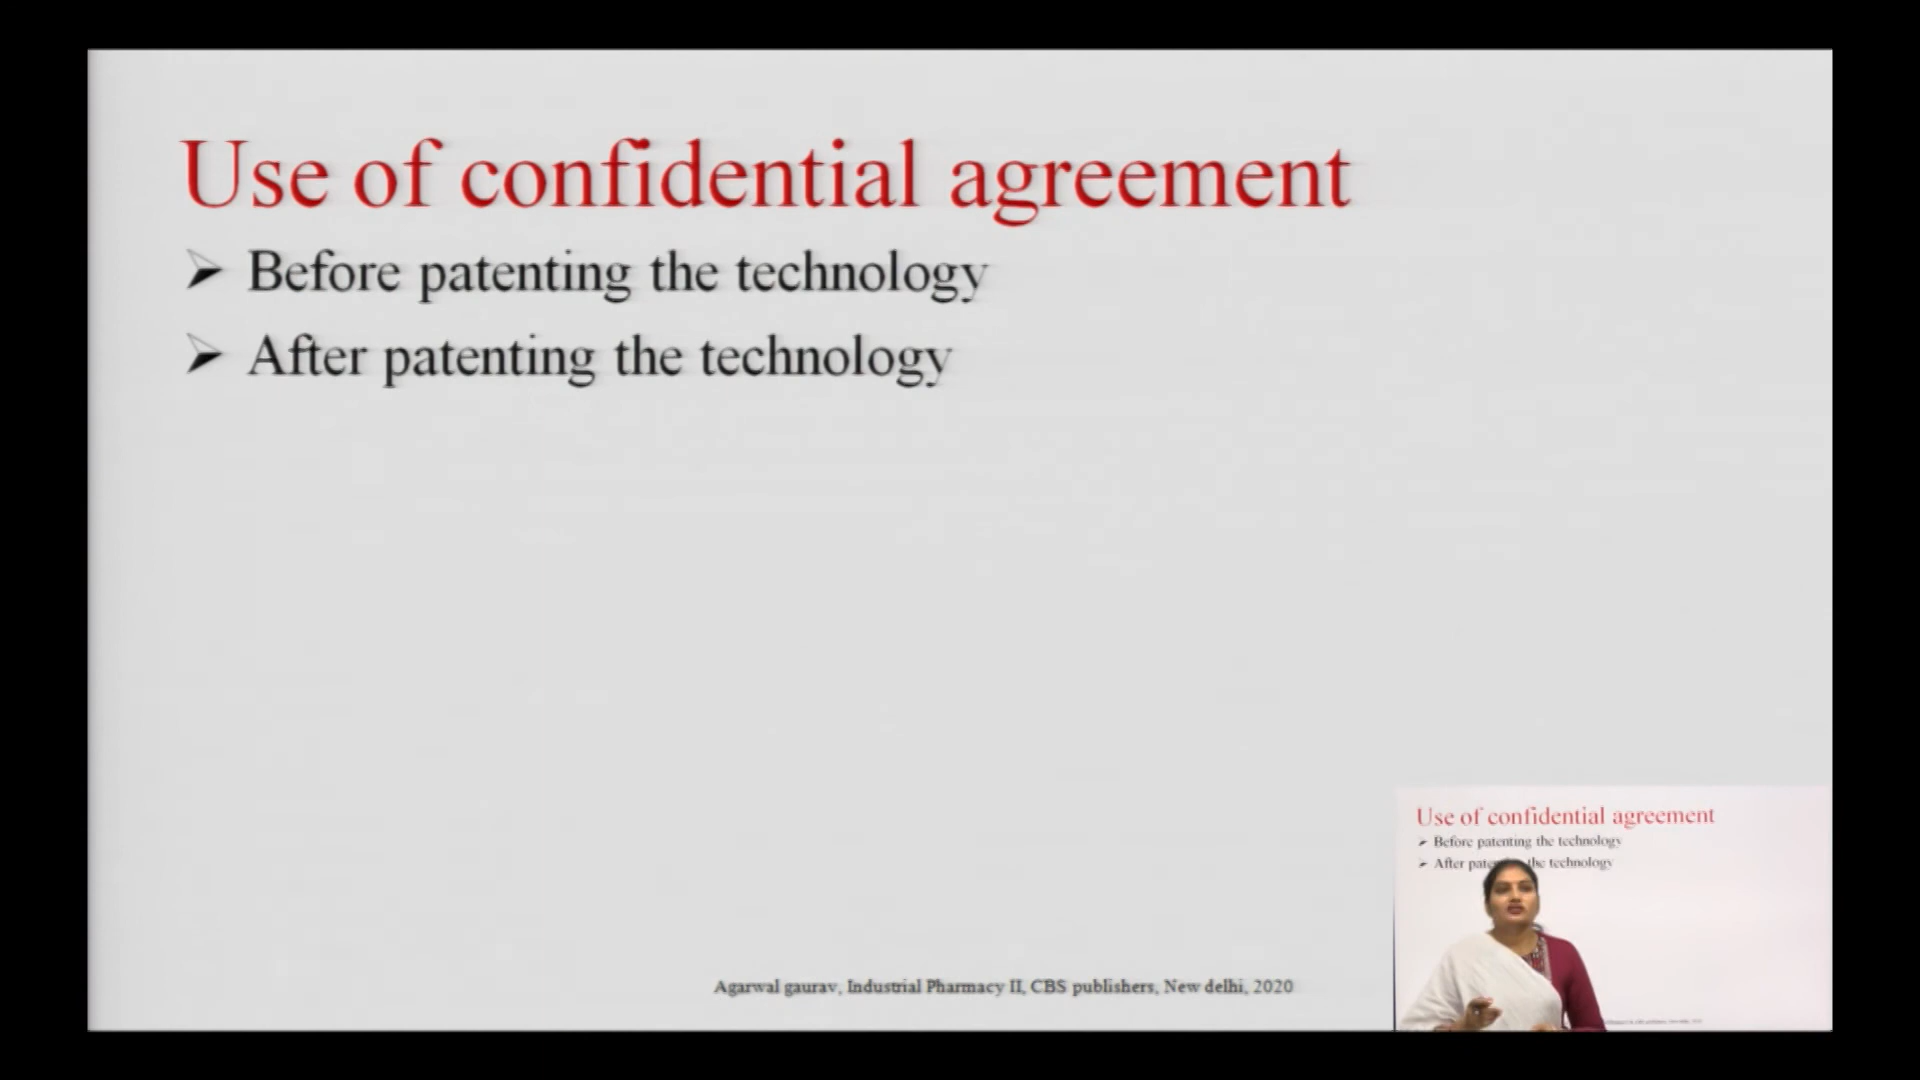 Use of confidential agreement
➢ Before patenting the technology
➢ After patenting the technology
Agarwal gaurav, Industrial Pharmacy II, CBS publishers, New delhi, 2020
Use of confidential agreement
➢ Before patenting the technology
➢ After the technology